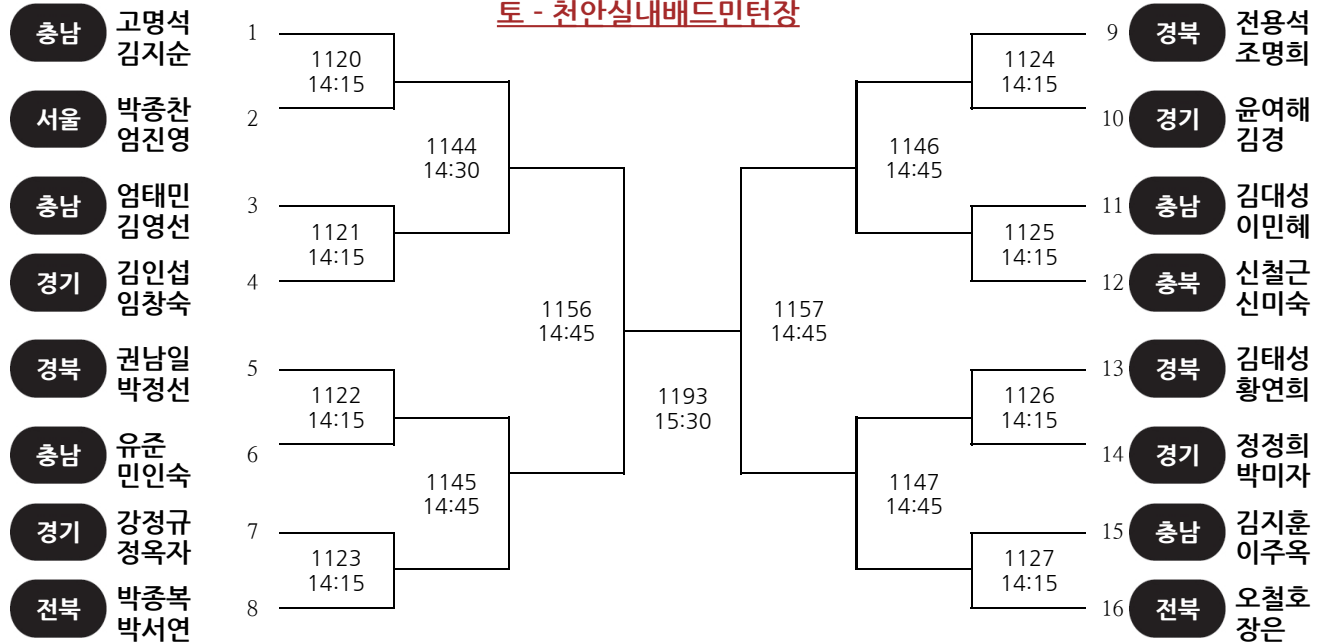 토 - 천안실내배드민턴장
충남
고명석
김지순
1
서울
박종찬
엄진영
2
1120
14:15
충남
엄태민
김영선
3
경기
김인섭
임창숙
4
1121
14:15
1144
14:30
경북
권남일
박정선
5
충남
유준
민인숙
6
1122
14:15
경기
강정규
정옥자
7
전북
박종복
박서연
8
1123
14:15
1145
14:45
1156
14:45
1193
15:30
1157
14:45
1146
14:45
1124
14:15
9
경북
전용석
조명희
10
경기
윤여해
김경
1125
14:15
11
충남
김대성
이민혜
12
충북
신철근
신미숙
1147
14:45
1126
14:15
13
경북
김태성
황연희
14
경기
정정희
박미자
1127
14:15
15
충남
김지훈
이주옥
16
전북
오철호
장은